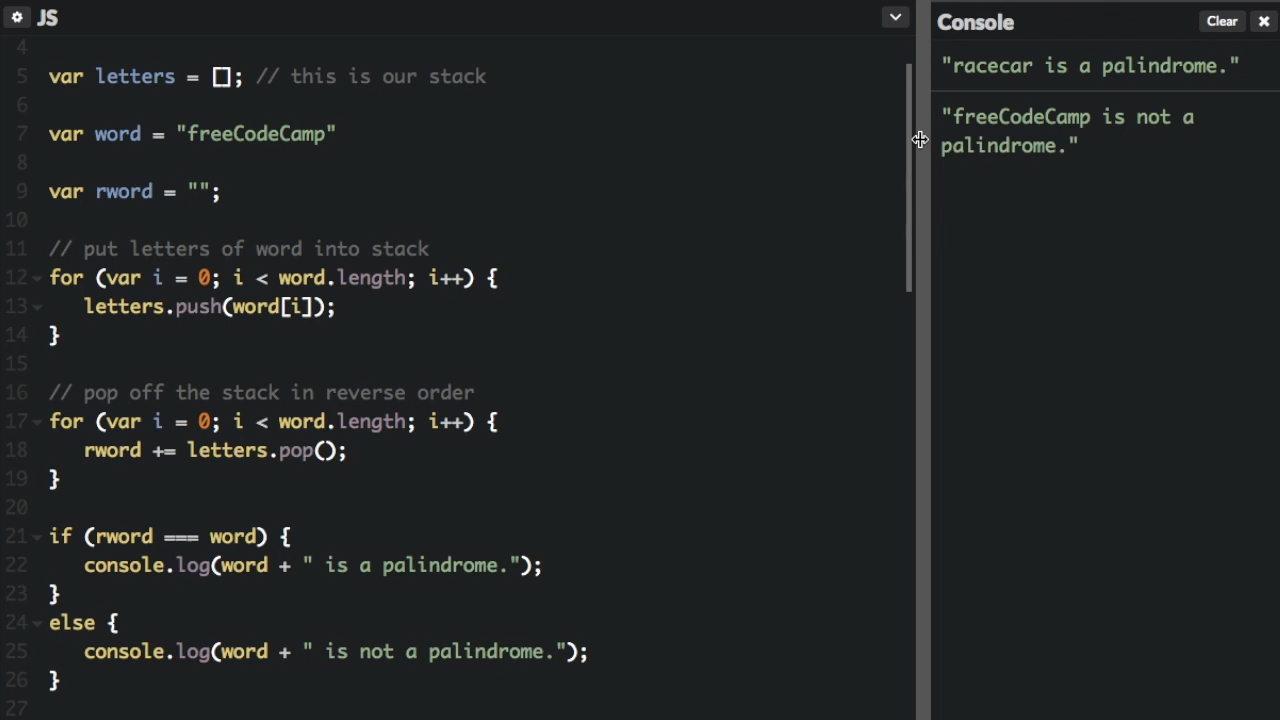 JS
4
5 var letters = []; // this is our stack
6
7 var word = "freeCodeCamp"
8
9 var rword = "";
10
11 // put letters of word into stack
12 for (var i = 0; i < word.length; i++) {
13    letters.push(word[i]);
14 }
15
16 // pop off the stack in reverse order
17 for (var i = 0; i < word.length; i++) {
18    rword += letters.pop();
19 }
20
21 if (rword === word) {
22    console.log(word + " is a palindrome.");
23 }
24 else {
25    console.log(word + " is not a palindrome.");
26 }
27
Console
Clear
"racecar is a palindrome."
"freeCodeCamp is not a
palindrome."